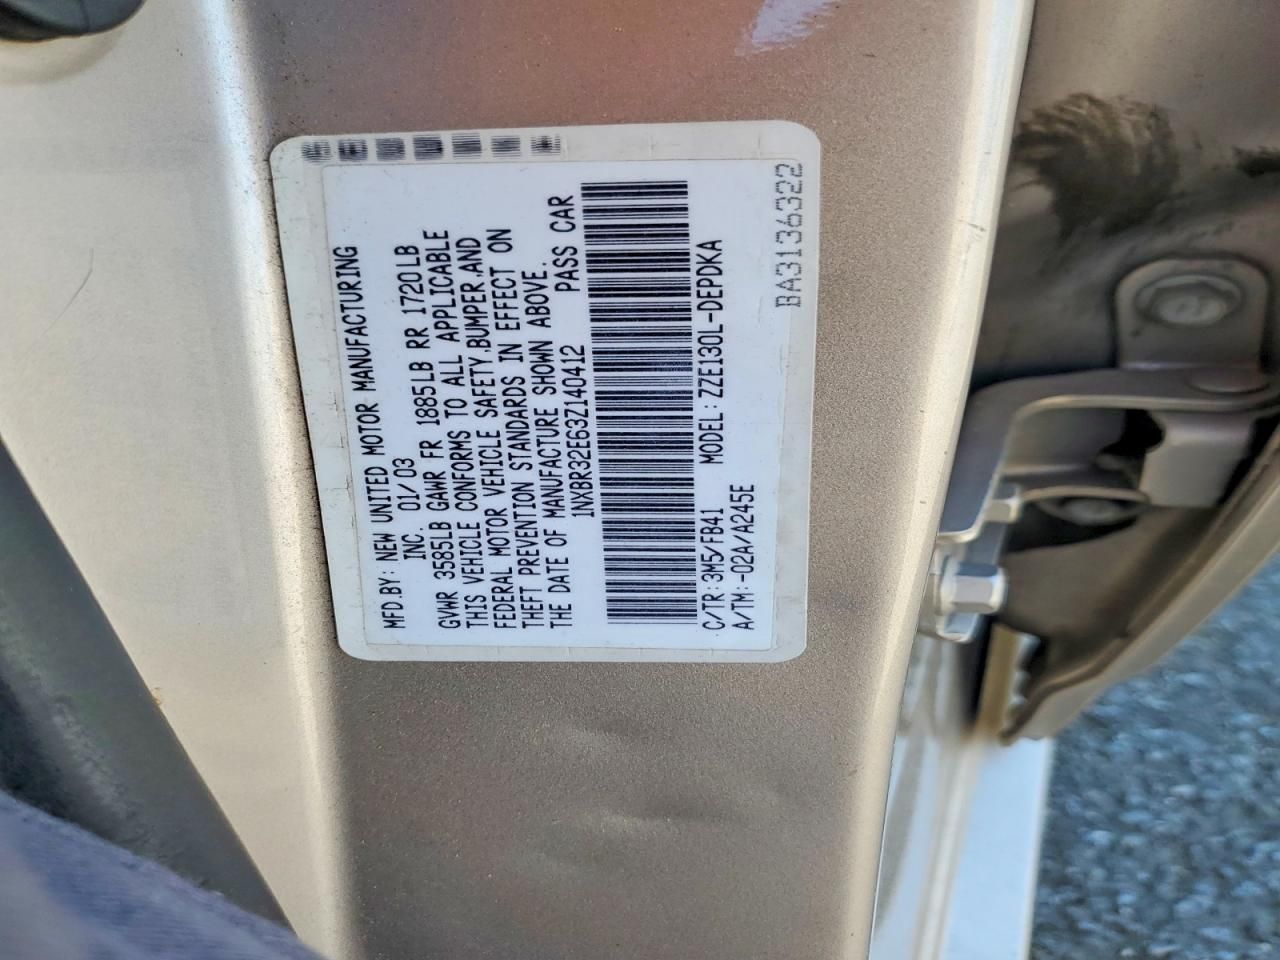 MFD.BY: NEW UNITED MOTOR MANUFACTURING
INC. 01/03
GVWR 3585LB GAWR FR 1885LB RR 1720LB
THIS VEHICLE CONFORMS TO ALL APPLICABLE
FEDERAL MOTOR VEHICLE SAFETY,BUMPER,AND
THEFT PREVENTION STANDARDS IN EFFECT ON
THE DATE OF MANUFACTURE SHOWN ABOVE.
1NXBR32E63Z140412 PASS CAR
C/TR:3M5/FB41 MODEL:ZZE130L-DEPDKA
A/TM:-02A/A245E
BA3136322